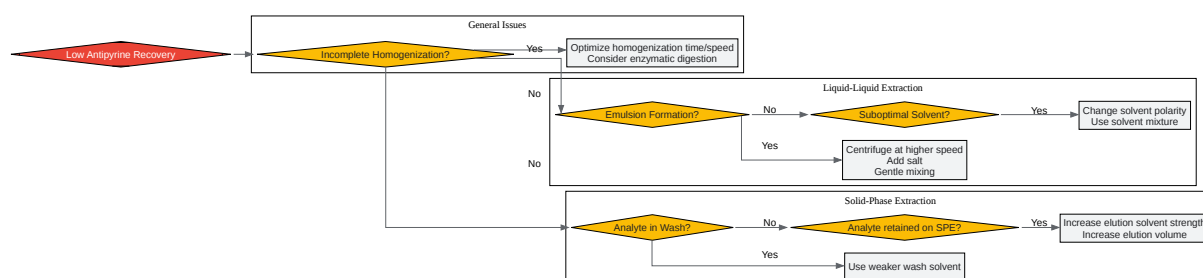 General Issues
Low Antipyrine Recovery
Incomplete Homogenization?
Yes
Optimize homogenization time/speed
Consider enzymatic digestion
No
Liquid-Liquid Extraction
Emulsion Formation?
No
Suboptimal Solvent?
Yes
Change solvent polarity
Use solvent mixture
Yes
Centrifuge at higher speed
Add salt
Gentle mixing
No
Solid-Phase Extraction
Analyte in Wash?
No
Analyte retained on SPE?
Yes
Increase elution solvent strength
Increase elution volume
Yes
Use weaker wash solvent